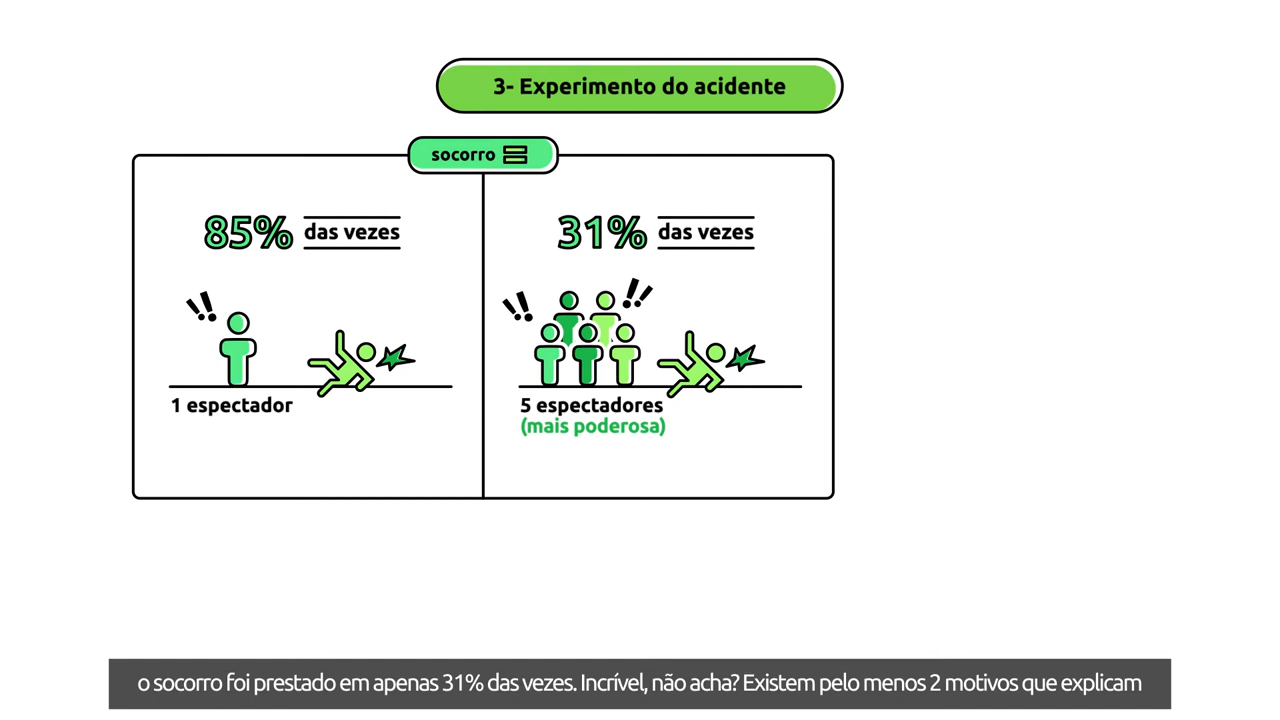 3- Experimento do acidente
socorro
85% das vezes
31% das vezes
1 espectador
5 espectadores
(mais poderosa)
o socorro foi prestado em apenas 31% das vezes. Incrível, não acha? Existem pelo menos 2 motivos que explicam